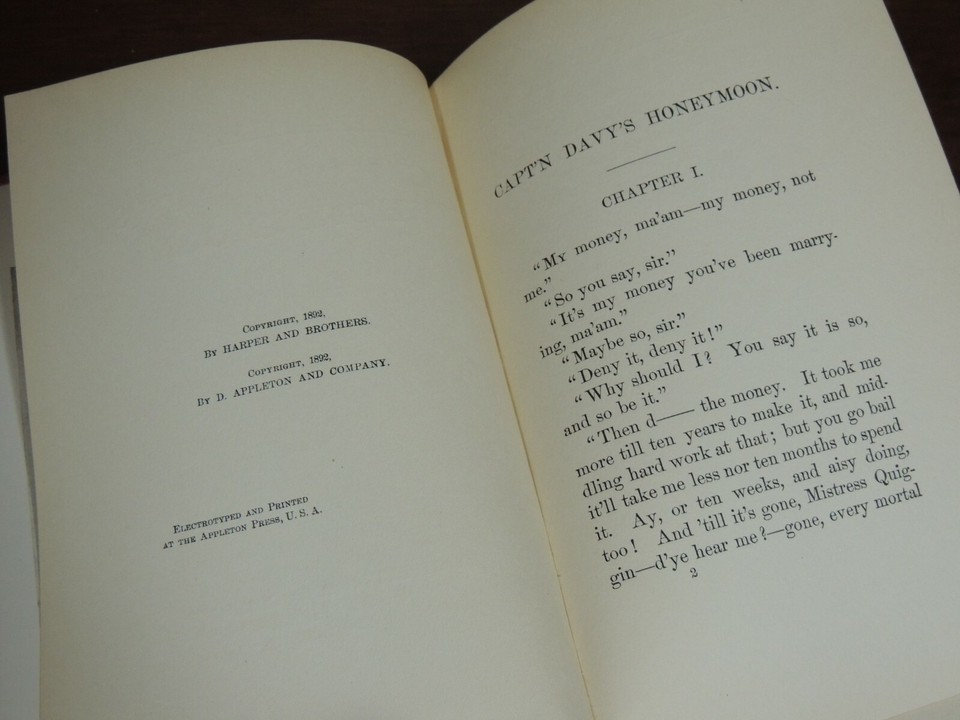 COPYRIGHT, 1892,
BY HARPER AND BROTHERS.
COPYRIGHT, 1892,
BY D. APPLETON AND COMPANY.
ELECTROTYPED AND PRINTED
AT THE APPLETON PRESS, U. S. A.
CAPT'N DAVY'S HONEYMOON.
CHAPTER I.
“MY money, ma'am—my money, not
me.”
“So you say, sir.”
“It's my money you've been marry-
ing, ma'am.”
“Maybe so, sir.”
“Deny it, deny it!”
“Why should I? You say it is so,
and so be it.”
“Then d—— the money. It took me
more till ten years to make it, and mid-
dling hard work at that; but you go bail
it'll take me less nor ten months to spend
it. Ay, or ten weeks, and aisy doing,
too! And 'till it's gone, Mistress Quig-
gin—d'ye hear me?—gone, every mortal
2